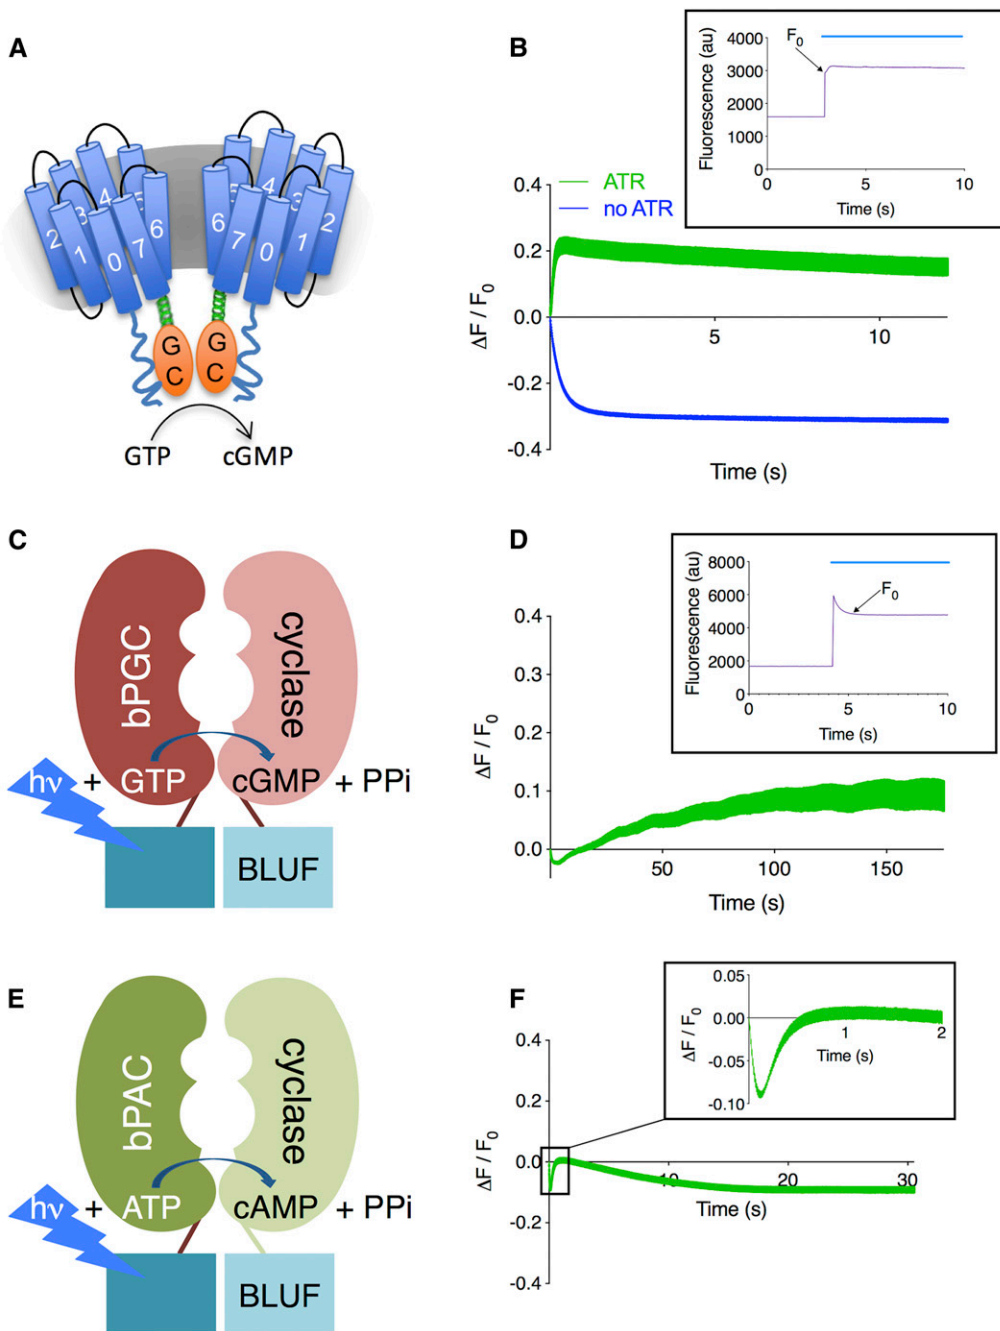 A
2
3
4
5
1
0
7
6
5
4
3
2
6
7
0
1
G
C
G
C
GTP
cGMP
B
ATR
no ATR
0.4
0.2
0.0
-0.2
-0.4
5
10
ΔF / F0
Time (s)
F0
4000
3000
2000
1000
0
0
5
10
Fluorescence (au)
Time (s)
C
bPGC
cyclase
hν + GTP
cGMP + PPi
BLUF
D
F0
8000
6000
4000
2000
0
0
5
10
Fluorescence (au)
Time (s)
0.4
0.3
0.2
0.1
0.0
50
100
150
ΔF / F0
Time (s)
E
bPAC
cyclase
hν + ATP
cAMP + PPi
BLUF
F
0.05
0.00
-0.05
-0.10
1
2
ΔF / F0
Time (s)
0.4
0.2
0.0
-0.2
-0.4
10
20
30
ΔF / F0
Time (s)